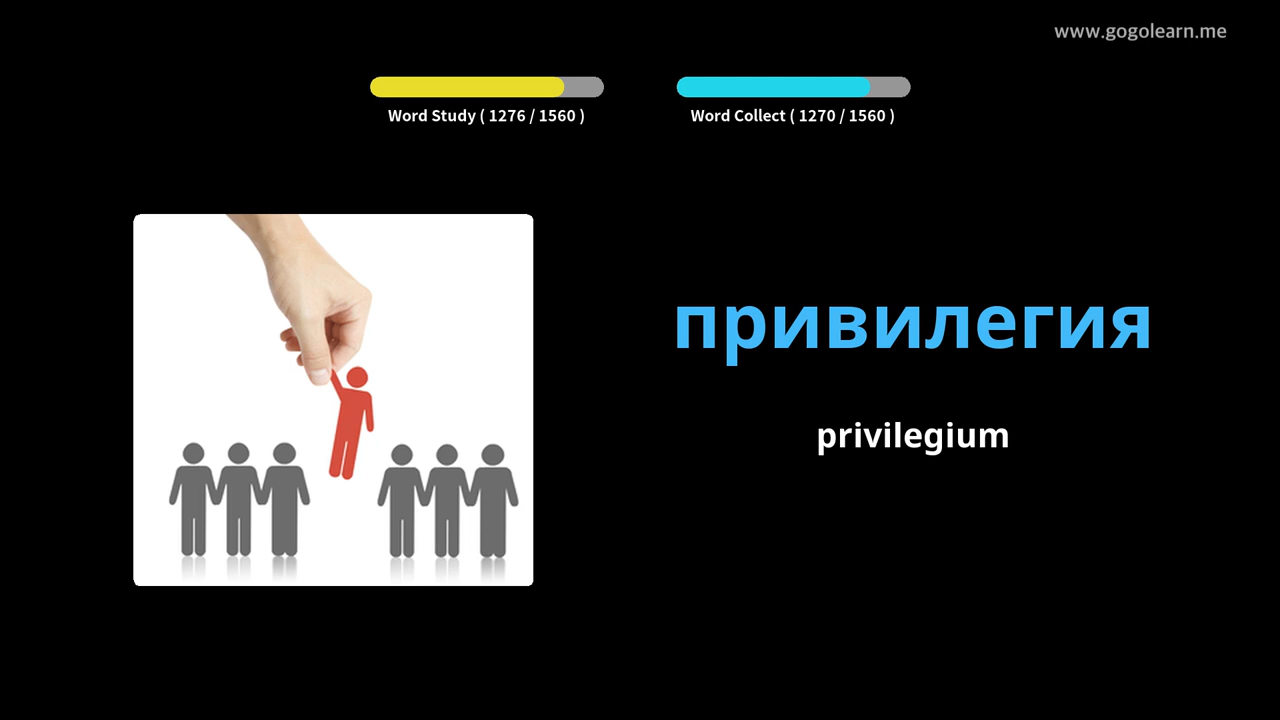 www.gogolearn.me
Word Study ( 1276 / 1560 )
Word Collect ( 1270 / 1560 )
привилегия
privilegium